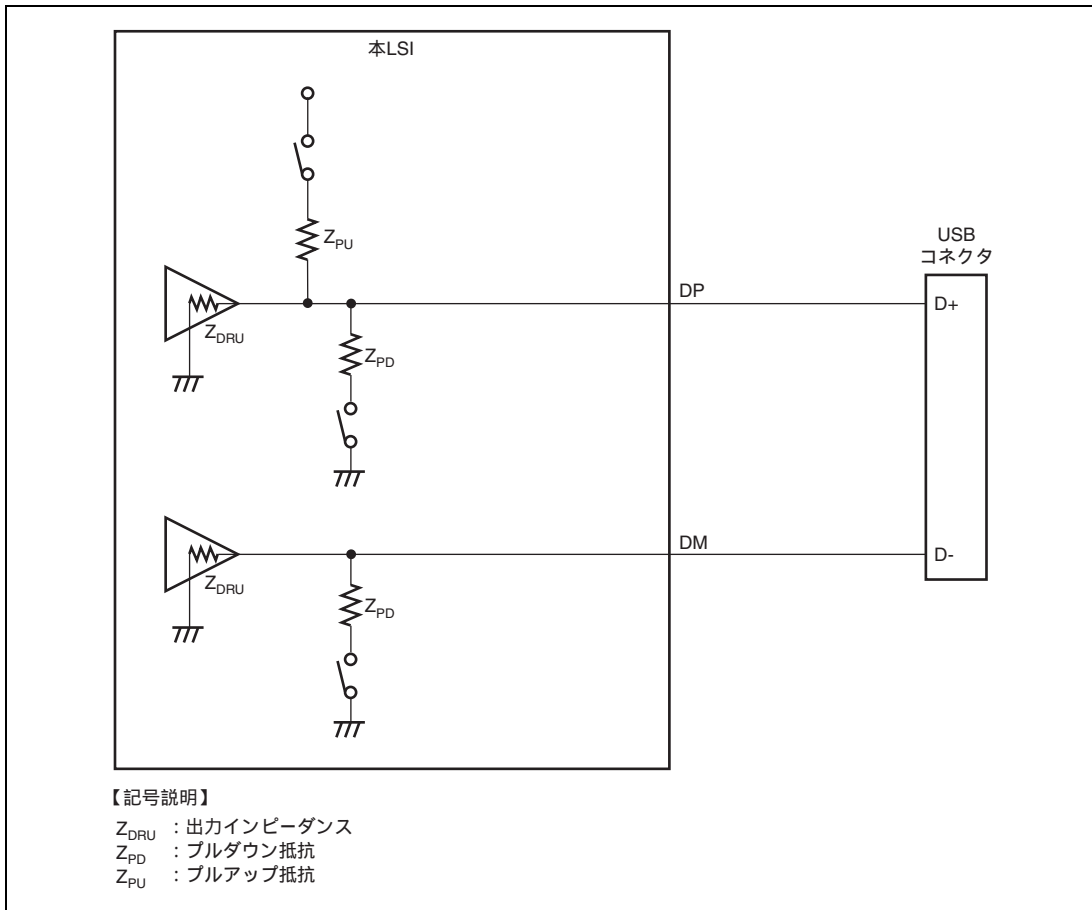 本LSI
Z_PU
USB
コネクタ
DP
D+
Z_DRU
Z_PD
DM
D-
Z_DRU
Z_PD
【記号説明】
Z_DRU :出力インピーダンス
Z_PD :プルダウン抵抗
Z_PU :プルアップ抵抗